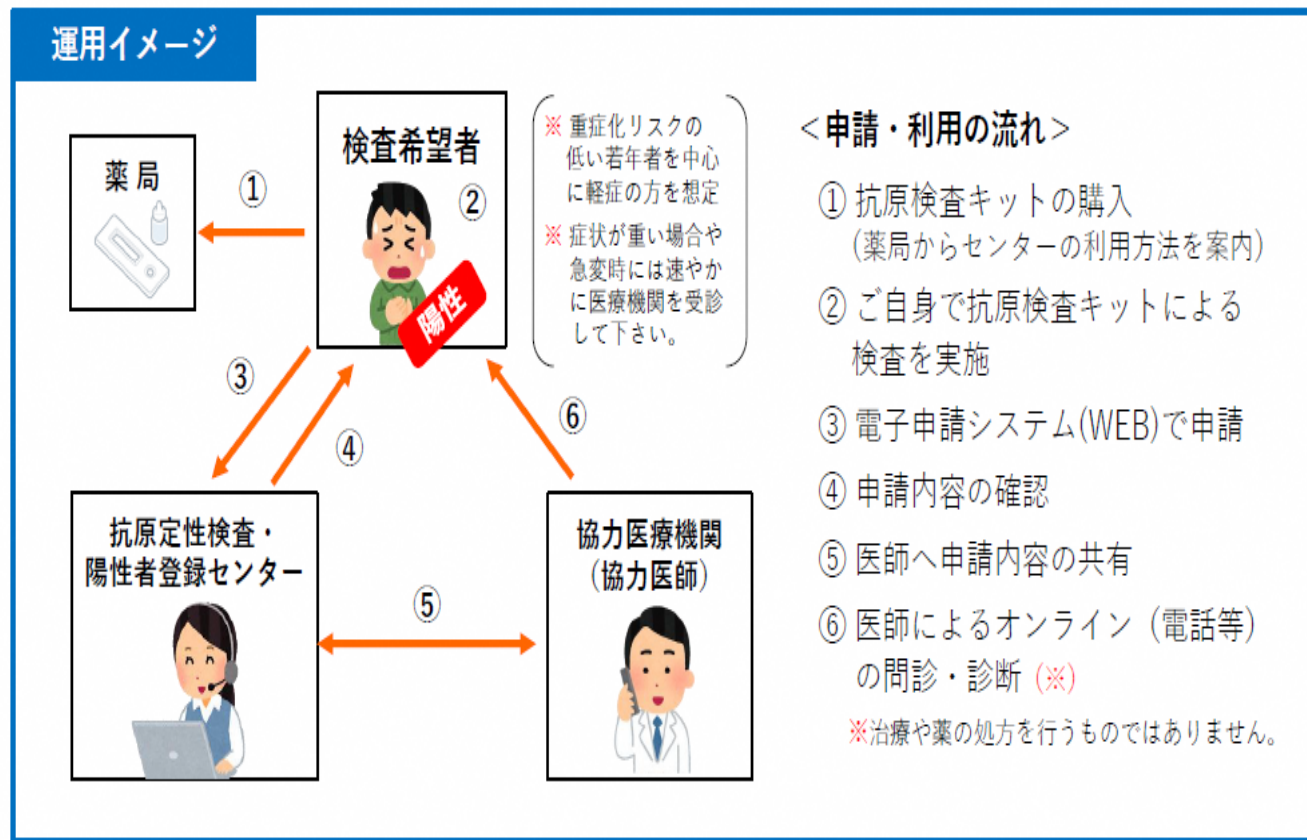 運用イメージ
薬局
①
検査希望者
②
陽性
※ 重症化リスクの
低い若年者を中心
に軽症の方を想定
※ 症状が重い場合や
急変時には速やか
に医療機関を受診
して下さい。
③
④
⑥
抗原定性検査・
陽性者登録センター
⑤
協力医療機関
（協力医師）
＜申請・利用の流れ＞
① 抗原検査キットの購入
(薬局からセンターの利用方法を案内)
② ご自身で抗原検査キットによる
検査を実施
③ 電子申請システム(WEB)で申請
④ 申請内容の確認
⑤ 医師へ申請内容の共有
⑥ 医師によるオンライン（電話等）
の問診・診断 (※)
※治療や薬の処方を行うものではありません。